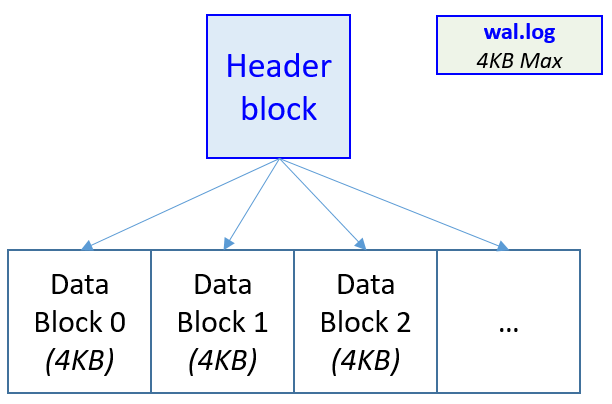 Header
block
wal.log
4KB Max
Data
Block 0
(4KB)
Data
Block 1
(4KB)
Data
Block 2
(4KB)
...